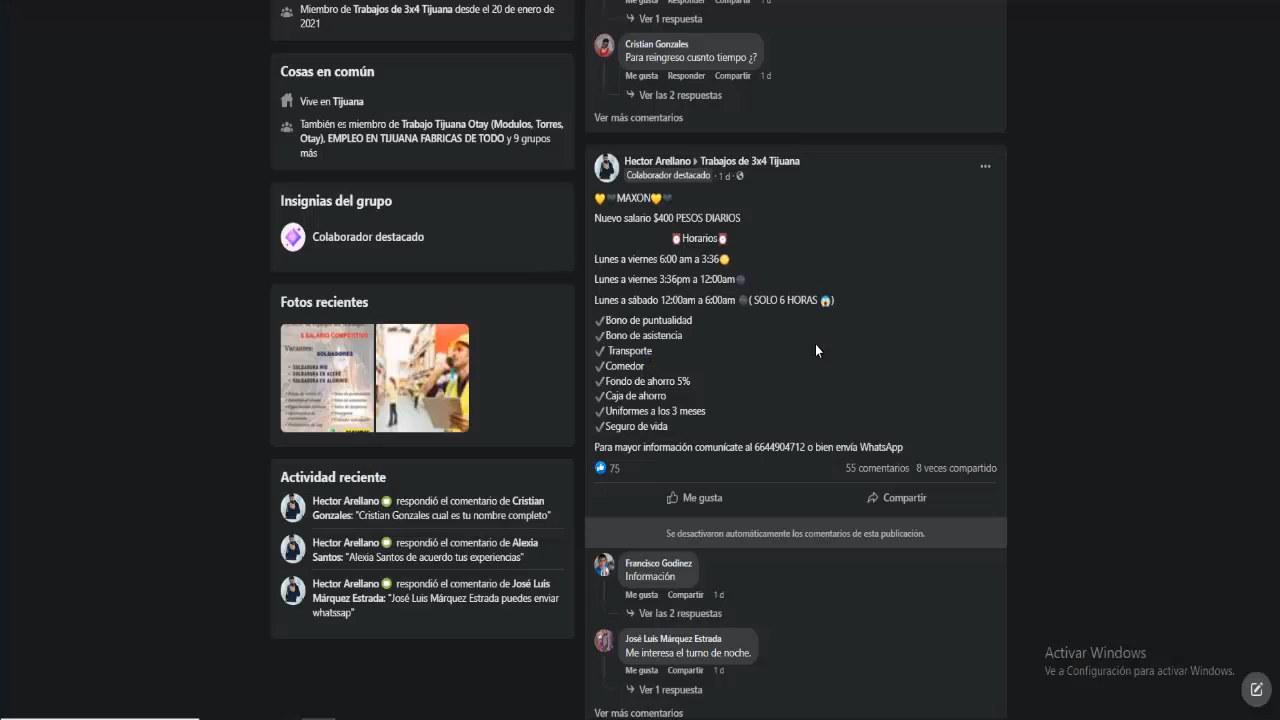 Miembro de Trabajos de 3x4 Tijuana desde el 20 de enero de
2021
Cosas en común
Vive en Tijuana
También es miembro de Trabajo Tijuana Otay (Modulos, Torres,
Otay), EMPLEO EN TIJUANA FABRICAS DE TODO y 9 grupos
más
Insignias del grupo
Colaborador destacado
Fotos recientes
SALARIO COMPETITIVO
Variantes:
SOLDADORES
Actividad reciente
Hector Arellano respondió el comentario de Cristian
Gonzales: "Cristian Gonzales cual es tu nombre completo"
Hector Arellano respondió el comentario de Alexia
Santos: "Alexia Santos de acuerdo tus experiencias"
Hector Arellano respondió el comentario de José Luís
Márquez Estrada: "José Luis Márquez Estrada puedes enviar
whatssap"
Me gusta Responder Compartir 1 d
Ver 1 respuesta
Cristian Gonzales
Para reingreso cusnto tiempo ¿?
Me gusta Responder Compartir 1 d
Ver las 2 respuestas
Ver más comentarios
Hector Arellano Trabajos de 3x4 Tijuana
Colaborador destacado · 1 d ·
💛🖤MAXON💛🖤
Nuevo salario $400 PESOS DIARIOS
⏰Horarios⏰
Lunes a viernes 6:00 am a 3:36🌕
Lunes a viernes 3:36pm a 12:00am🌑
Lunes a sábado 12:00am a 6:00am 🌑( SOLO 6 HORAS 😱)
✔Bono de puntualidad
✔Bono de asistencia
✔ Transporte
✔Comedor
✔Fondo de ahorro 5%
✔Caja de ahorro
✔Uniformes a los 3 meses
✔Seguro de vida
Para mayor información comunícate al 6644904712 o bien envía WhatsApp
75
55 comentarios 8 veces compartido
Me gusta Compartir
Se desactivaron automáticamente los comentarios de esta publicación.
Francisco Godinez
Información
Me gusta Compartir 1 d
Ver las 2 respuestas
José Luís Márquez Estrada
Me interesa el turno de noche.
Me gusta Compartir 1 d
Ver 1 respuesta
Ver más comentarios
Activar Windows
Ve a Configuración para activar Windows.